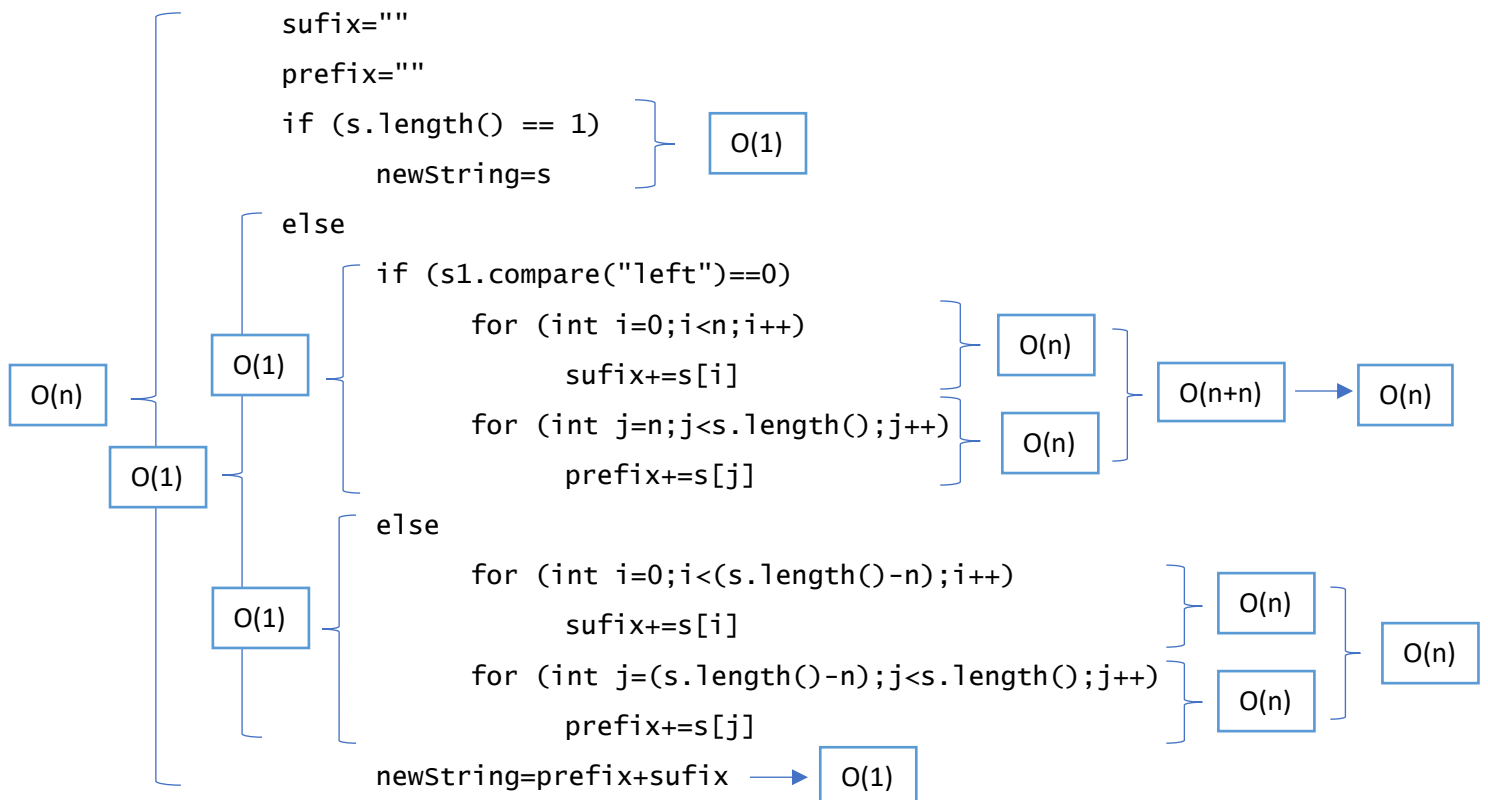 sufix=""
prefix=""
if (s.length() == 1)
O(1)
newString=s
else
if (s1.compare("left")==0)
for (int i=0;i<n;i++)
O(n)
O(1)
sufix+=s[i]
O(n)
O(n+n)
O(n)
for (int j=n;j<s.length();j++)
O(n)
O(1)
prefix+=s[j]
else
for (int i=0;i<(s.length()-n);i++)
O(n)
O(1)
sufix+=s[i]
O(n)
for (int j=(s.length()-n);j<s.length();j++)
O(n)
prefix+=s[j]
newString=prefix+sufix
O(1)